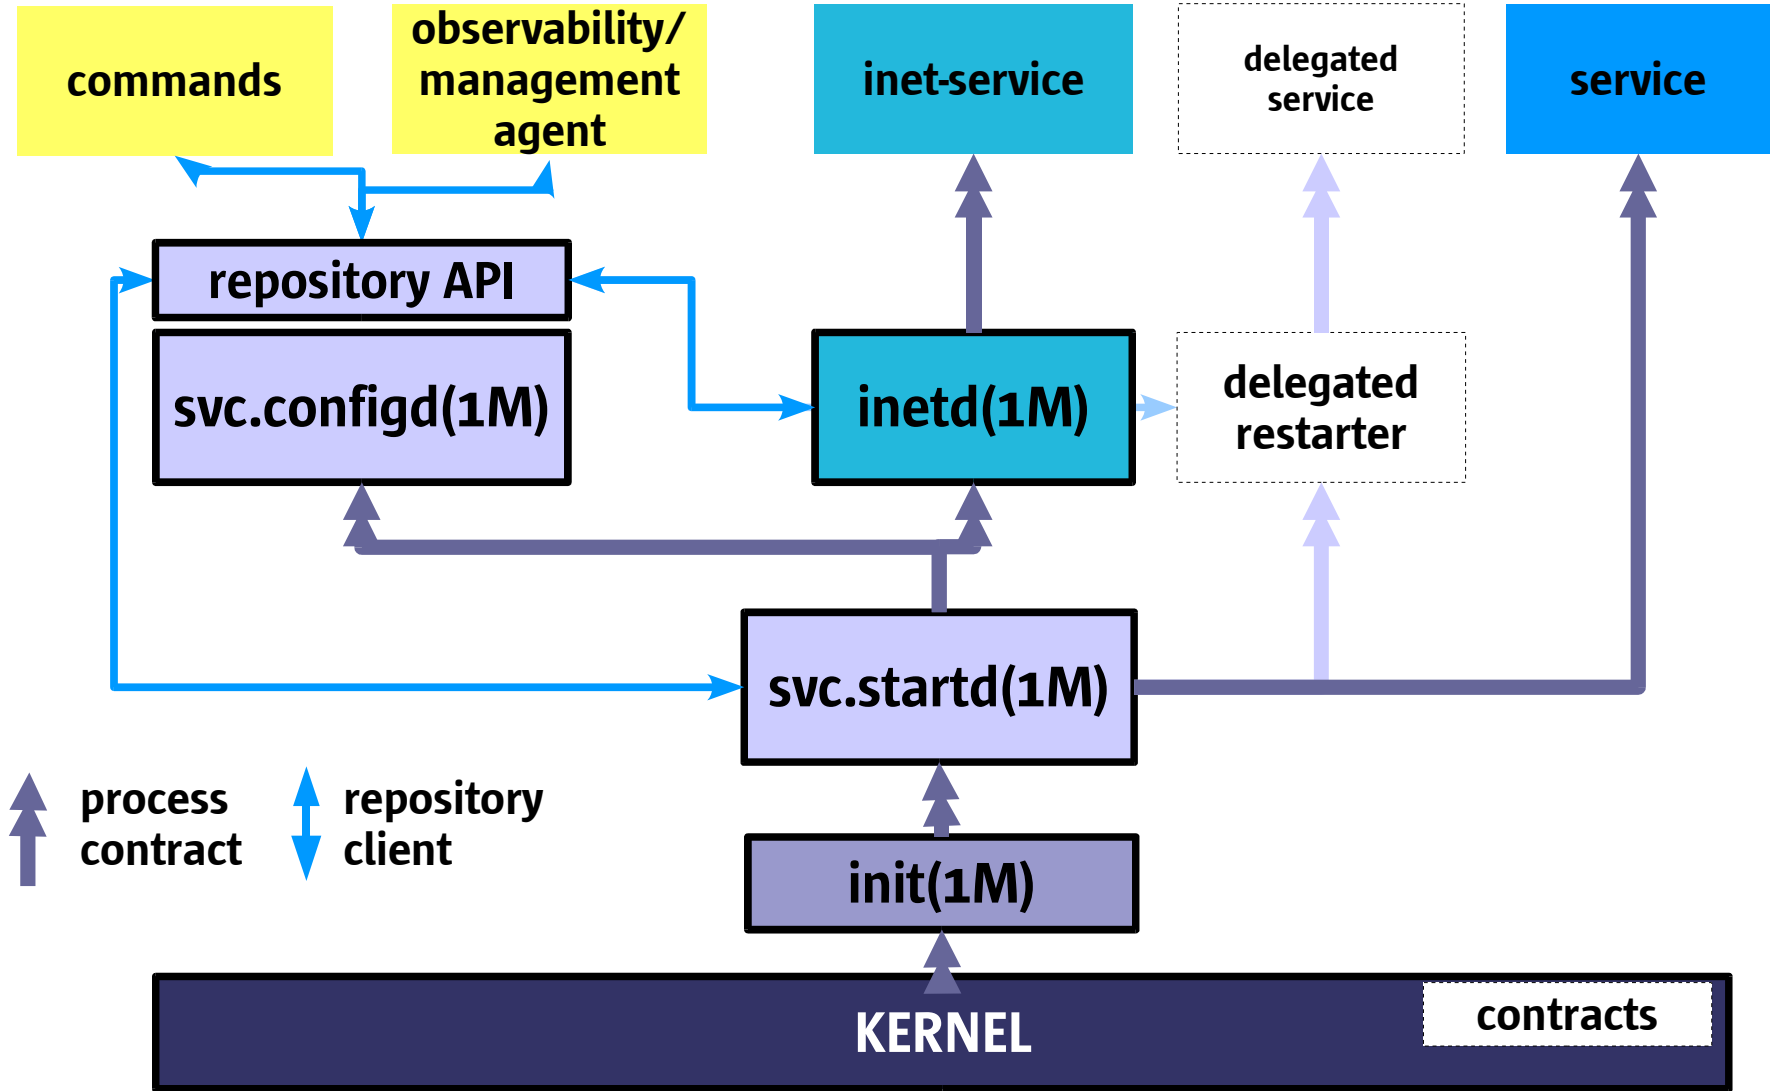 commands
observability/
management
agent
inet-service
delegated
service
service
repository API
svc.configd(1M)
inetd(1M)
delegated
restarter
svc.startd(1M)
process
contract
repository
client
init(1M)
KERNEL
contracts